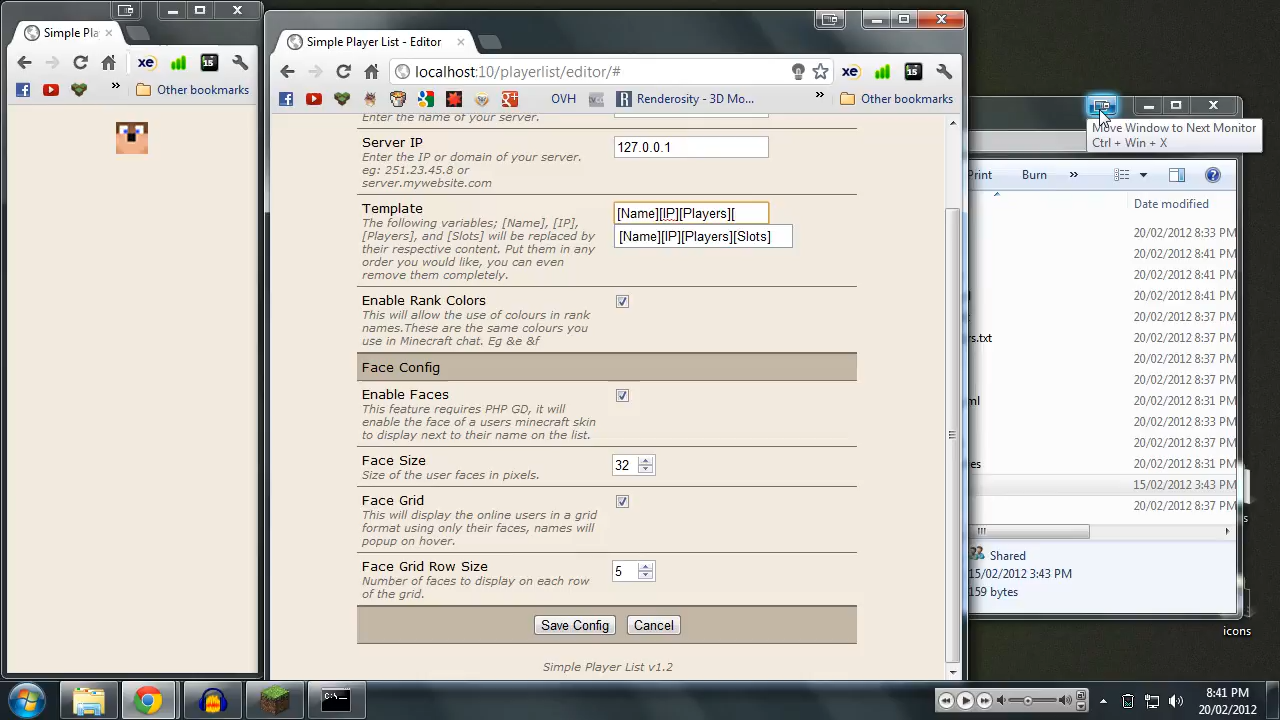 Simple Pla
Other bookmarks
Simple Player List - Editor
localhost:10/playerlist/editor/#
OVH
Renderosity - 3D Mo...
Other bookmarks
Enter the name of your server.
Server IP
127.0.0.1
Enter the IP or domain of your server.
eg: 251.23.45.8 or
server.mywebsite.com
Template
[Name][IP][Players][
The following variables; [Name], [IP],
[Players], and [Slots] will be replaced by
their respective content. Put them in any
order you would like, you can even
remove them completely.
[Name][IP][Players][Slots]
Enable Rank Colors
This will allow the use of colours in rank
names.These are the same colours you
use in Minecraft chat. Eg &e &f
Face Config
Enable Faces
This feature requires PHP GD, it will
enable the face of a users minecraft skin
to display next to their name on the list.
Face Size
32
Size of the user faces in pixels.
Face Grid
This will display the online users in a grid
format using only their faces, names will
popup on hover.
Face Grid Row Size
5
Number of faces to display on each row
of the grid.
Save Config
Cancel
Simple Player List v1.2
Move Window to Next Monitor
Ctrl + Win + X
Print
Burn
Date modified
20/02/2012 8:33 PM
20/02/2012 8:41 PM
20/02/2012 8:41 PM
20/02/2012 8:41 PM
20/02/2012 8:37 PM
rs.txt
20/02/2012 8:37 PM
20/02/2012 8:37 PM
20/02/2012 8:37 PM
ml
20/02/2012 8:37 PM
20/02/2012 8:37 PM
20/02/2012 8:37 PM
es
20/02/2012 8:31 PM
15/02/2012 3:43 PM
20/02/2012 8:37 PM
Shared
15/02/2012 3:43 PM
159 bytes
s
icons
8:41 PM
20/02/2012